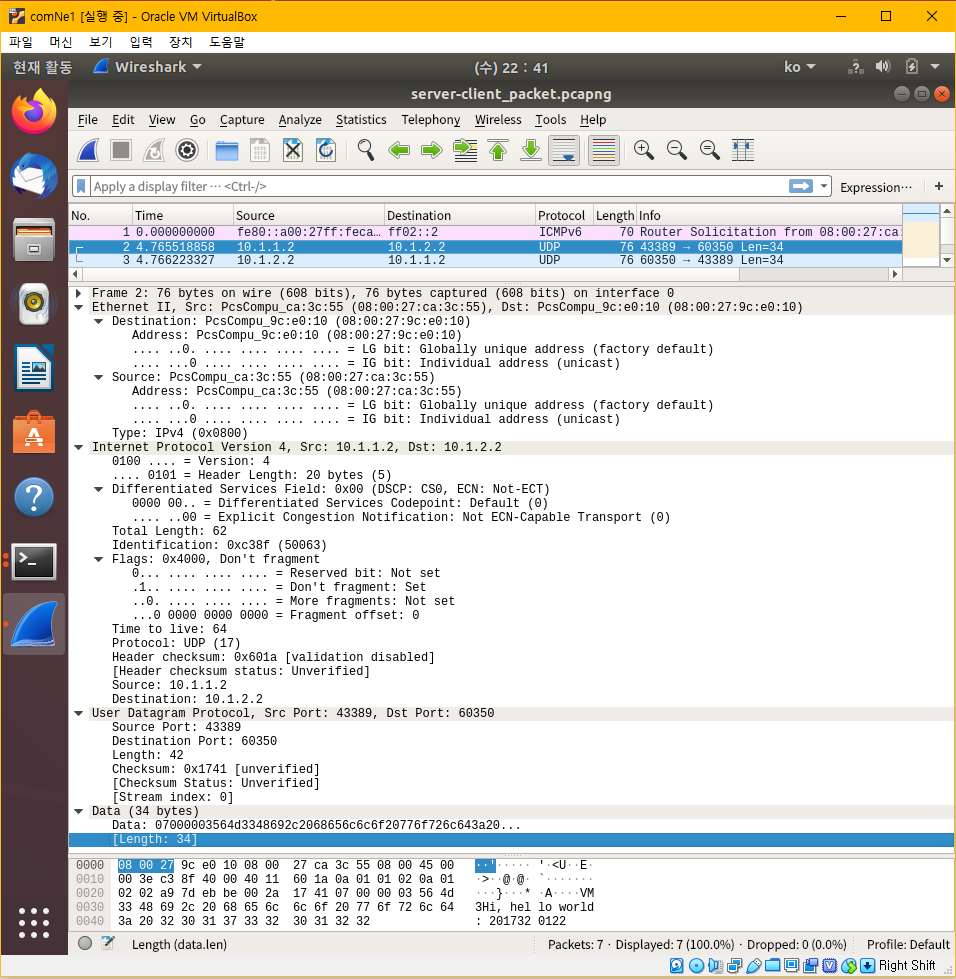 comNe1 [실행 중] - Oracle VM VirtualBox
파일 머신 보기 입력 장치 도움말
현재 활동 Wireshark (수) 22 : 41 ko
server-client_packet.pcapng
File Edit View Go Capture Analyze Statistics Telephony Wireless Tools Help
Apply a display filter ··· <Ctrl-/> Expression··· +
No. Time Source Destination Protocol Length Info
1 0.000000000 fe80::a00:27ff:feca… ff02::2 ICMPv6 70 Router Solicitation from 08:00:27:ca:
2 4.765518858 10.1.1.2 10.1.2.2 UDP 76 43389 → 60350 Len=34
3 4.766223327 10.1.2.2 10.1.1.2 UDP 76 60350 → 43389 Len=34
Frame 2: 76 bytes on wire (608 bits), 76 bytes captured (608 bits) on interface 0
Ethernet II, Src: PcsCompu_ca:3c:55 (08:00:27:ca:3c:55), Dst: PcsCompu_9c:e0:10 (08:00:27:9c:e0:10)
Destination: PcsCompu_9c:e0:10 (08:00:27:9c:e0:10)
Address: PcsCompu_9c:e0:10 (08:00:27:9c:e0:10)
.... ..0. .... .... .... .... = LG bit: Globally unique address (factory default)
.... ...0 .... .... .... .... = IG bit: Individual address (unicast)
Source: PcsCompu_ca:3c:55 (08:00:27:ca:3c:55)
Address: PcsCompu_ca:3c:55 (08:00:27:ca:3c:55)
.... ..0. .... .... .... .... = LG bit: Globally unique address (factory default)
.... ...0 .... .... .... .... = IG bit: Individual address (unicast)
Type: IPv4 (0x0800)
Internet Protocol Version 4, Src: 10.1.1.2, Dst: 10.1.2.2
0100 .... = Version: 4
.... 0101 = Header Length: 20 bytes (5)
Differentiated Services Field: 0x00 (DSCP: CS0, ECN: Not-ECT)
0000 00.. = Differentiated Services Codepoint: Default (0)
.... ..00 = Explicit Congestion Notification: Not ECN-Capable Transport (0)
Total Length: 62
Identification: 0xc38f (50063)
Flags: 0x4000, Don't fragment
0... .... .... .... = Reserved bit: Not set
.1.. .... .... .... = Don't fragment: Set
..0. .... .... .... = More fragments: Not set
...0 0000 0000 0000 = Fragment offset: 0
Time to live: 64
Protocol: UDP (17)
Header checksum: 0x601a [validation disabled]
[Header checksum status: Unverified]
Source: 10.1.1.2
Destination: 10.1.2.2
User Datagram Protocol, Src Port: 43389, Dst Port: 60350
Source Port: 43389
Destination Port: 60350
Length: 42
Checksum: 0x1741 [unverified]
[Checksum Status: Unverified]
[Stream index: 0]
Data (34 bytes)
Data: 07000003564d3348692c2068656c6c6f20776f726c643a20...
[Length: 34]
0000 08 00 27 9c e0 10 08 00 27 ca 3c 55 08 00 45 00 ··'····· '·<U··E·
0010 00 3e c3 8f 40 00 40 11 60 1a 0a 01 01 02 0a 01 ·>··@·@· `·······
0020 02 02 a9 7d eb be 00 2a 17 41 07 00 00 03 56 4d ···}···* ·A····VM
0030 33 48 69 2c 20 68 65 6c 6c 6f 20 77 6f 72 6c 64 3Hi, hel lo world
0040 3a 20 32 30 31 37 33 32 30 31 32 32 : 201732 0122
Length (data.len) Packets: 7 · Displayed: 7 (100.0%) · Dropped: 0 (0.0%) Profile: Default
Right Shift